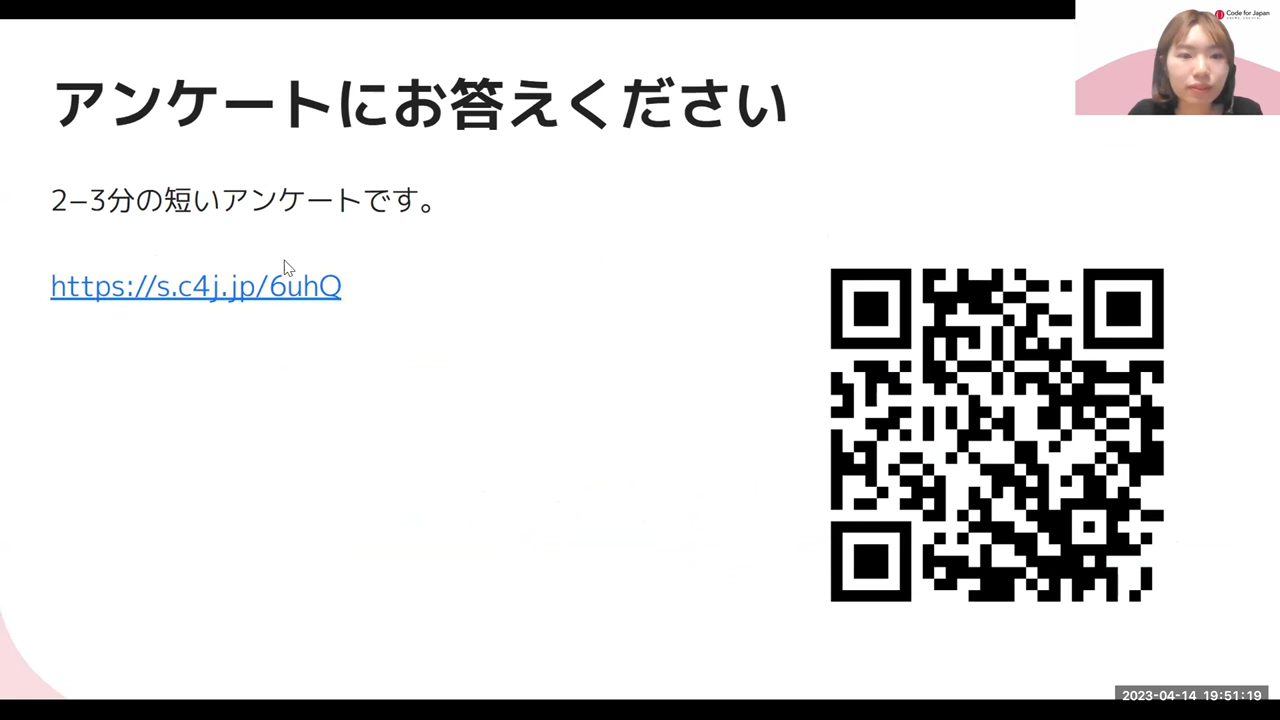 アンケートにお答えください
2–3分の短いアンケートです。
https://s.c4j.jp/6uhQ
Code for Japan
2023-04-14 19:51:19